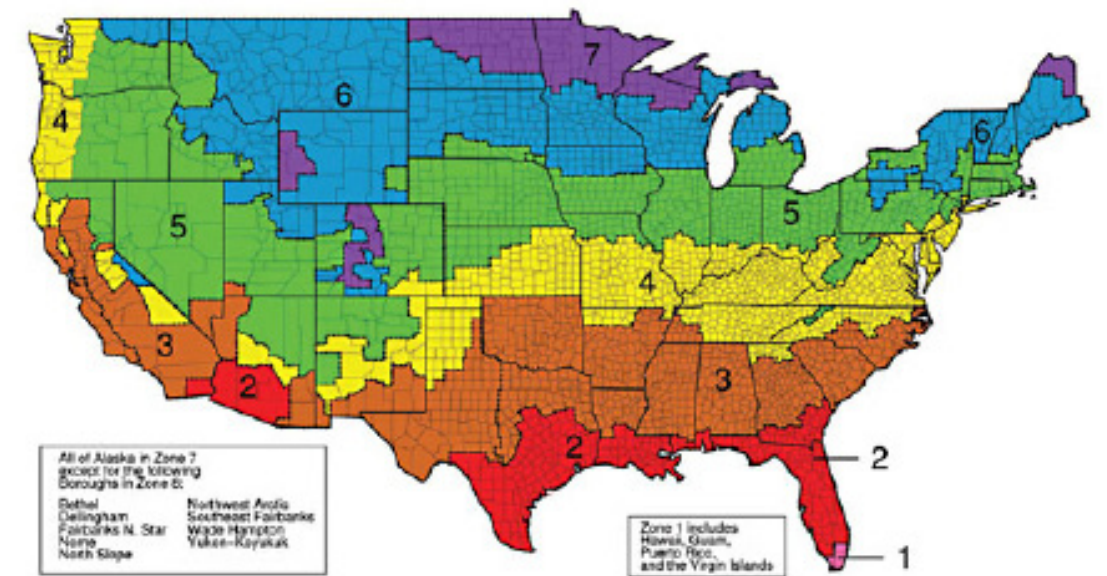 7
6
6
4
5
5
4
3
3
2
2
2
1
All of Alaska in Zone 7
except for the following
Boroughs in Zone 8:
Bethel
Dellingham
Fairbanks N. Star
Nome
North Slope
Northwest Arctic
Southeast Fairbanks
Wade Hampton
Yukon-Koyukuk
Zone 1 includes
Hawaii, Guam,
Puerto Rico,
and the Virgin Islands